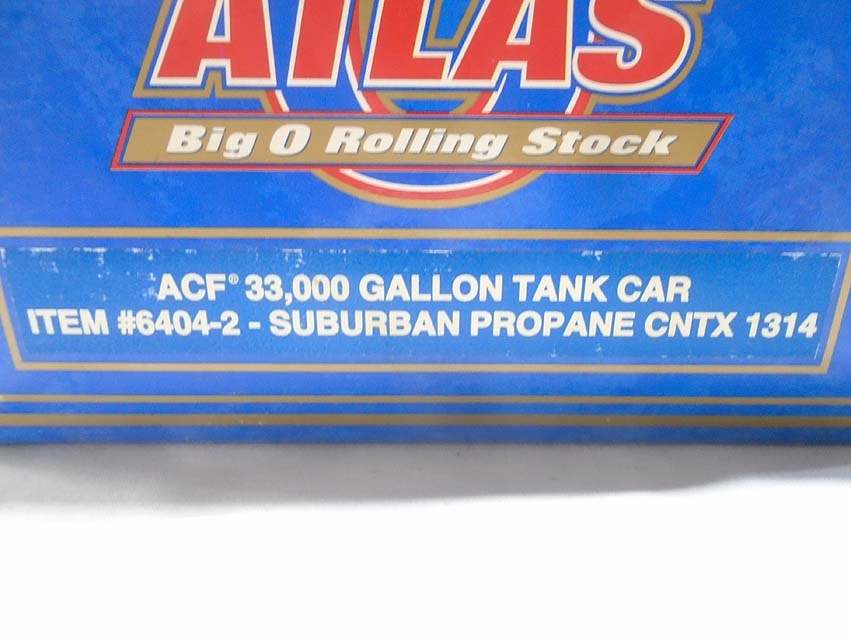 ATLAS
Big O Rolling Stock
ACF® 33,000 GALLON TANK CAR
ITEM #6404-2 - SUBURBAN PROPANE CNTX 1314